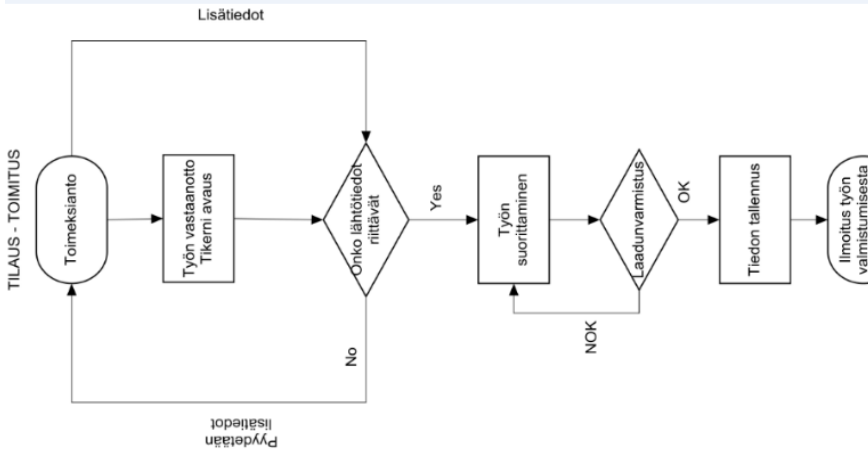 Lisätiedot
TILAUS - TOIMITUS
Toimeksianto
Työn vastaanotto
Tikerni avaus
Onko lähtötiedot
riittävät
Yes
No
Pyydetään
lisätiedot
Työn
suorittaminen
Laadunvarmistus
OK
NOK
Tiedon tallennus
Ilmoitus työn
valmistumisesta